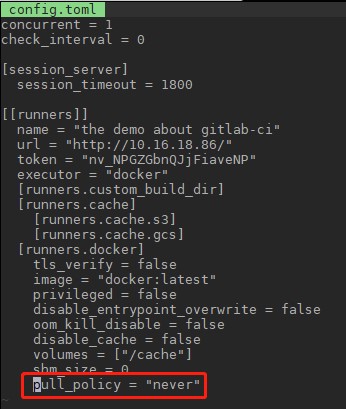 config.toml
concurrent = 1
check_interval = 0
[session_server]
session_timeout = 1800
[[runners]]
name = "the demo about gitlab-ci"
url = "http://10.16.18.86/"
token = "nv_NPGZGbnQJjFiaveNP"
executor = "docker"
[runners.custom_build_dir]
[runners.cache]
[runners.cache.s3]
[runners.cache.gcs]
[runners.docker]
tls_verify = false
image = "docker:latest"
privileged = false
disable_entrypoint_overwrite = false
oom_kill_disable = false
disable_cache = false
volumes = ["/cache"]
shm_size = 0
pull_policy = "never"
~